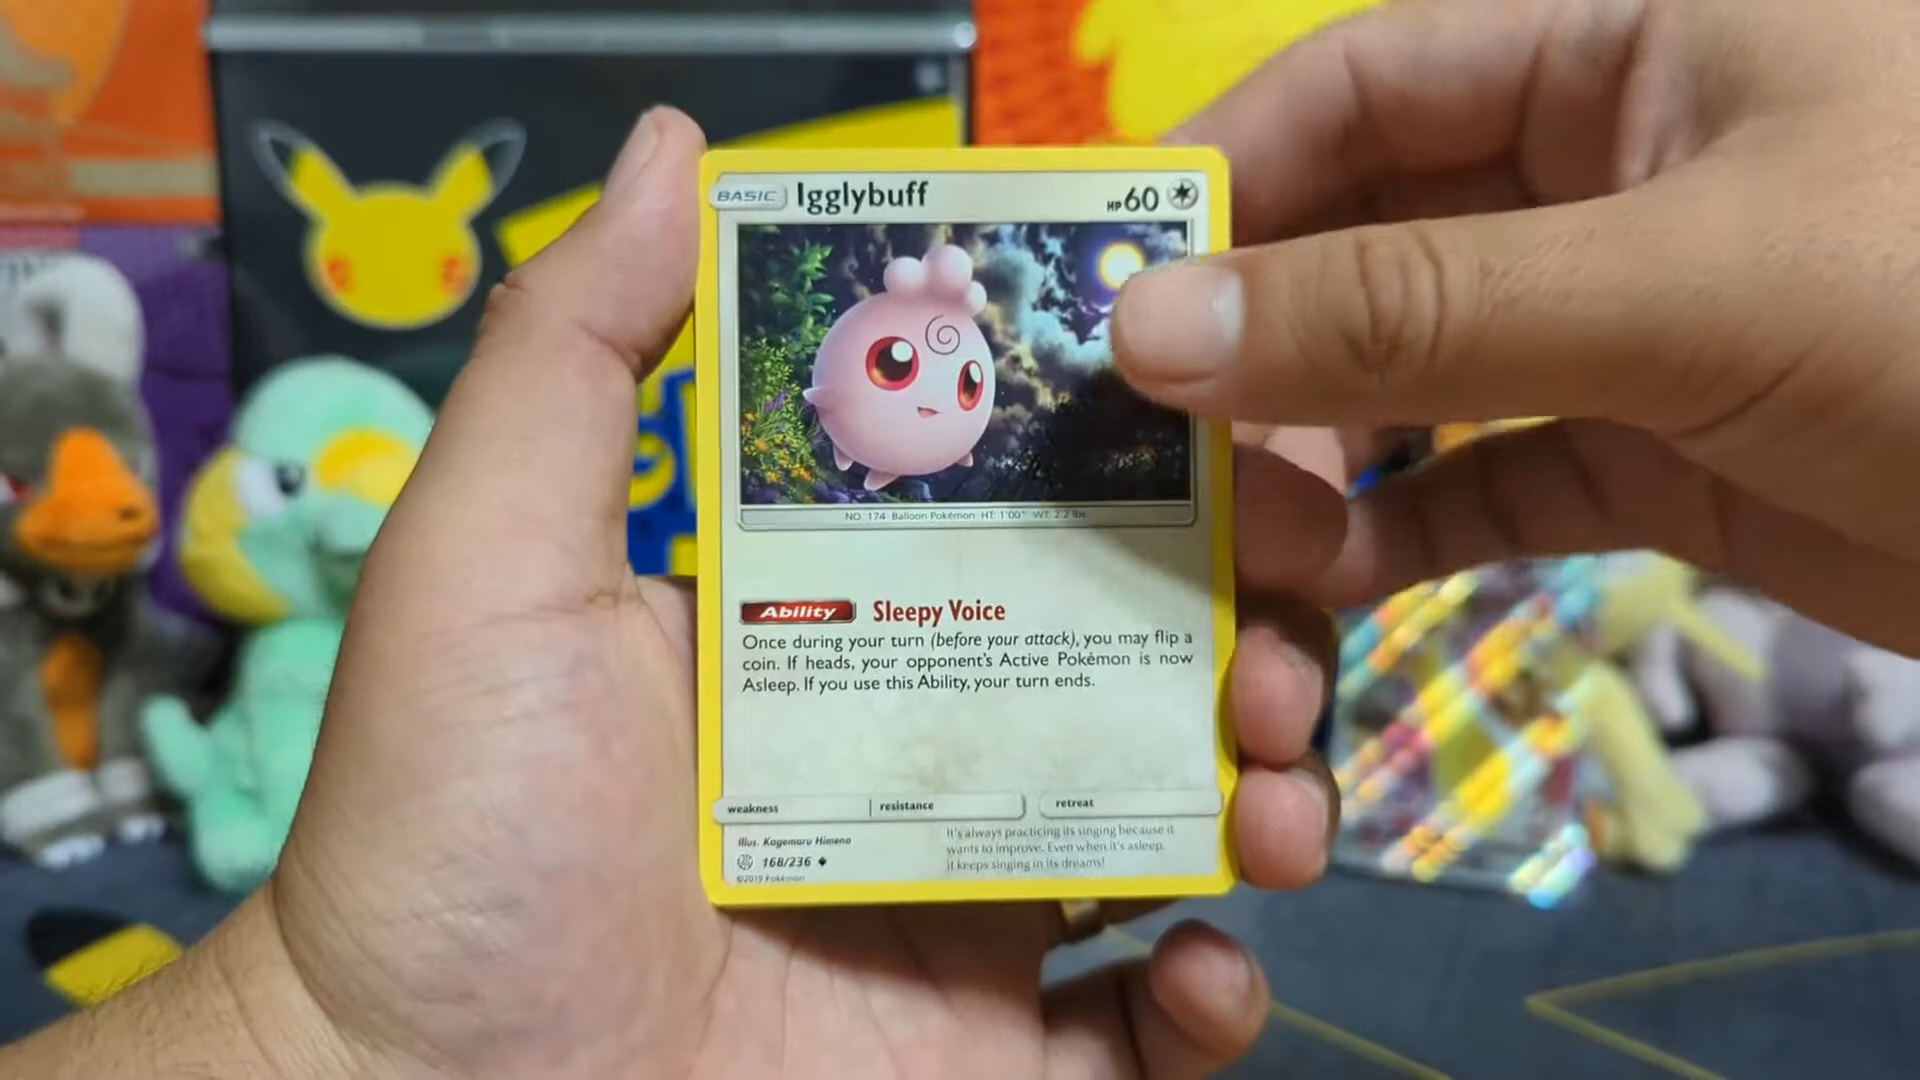 BASIC Igglybuff HP 60
NO. 174 Balloon Pokémon HT: 1'00" WT: 2.2 lbs
Ability Sleepy Voice
Once during your turn (before your attack), you may flip a
coin. If heads, your opponent's Active Pokémon is now
Asleep. If you use this Ability, your turn ends.
weakness resistance retreat
Illus. Kagemaru Himeno
168/236
©2019 Pokémon
It's always practicing its singing because it
wants to improve. Even when it's asleep,
it keeps singing in its dreams!